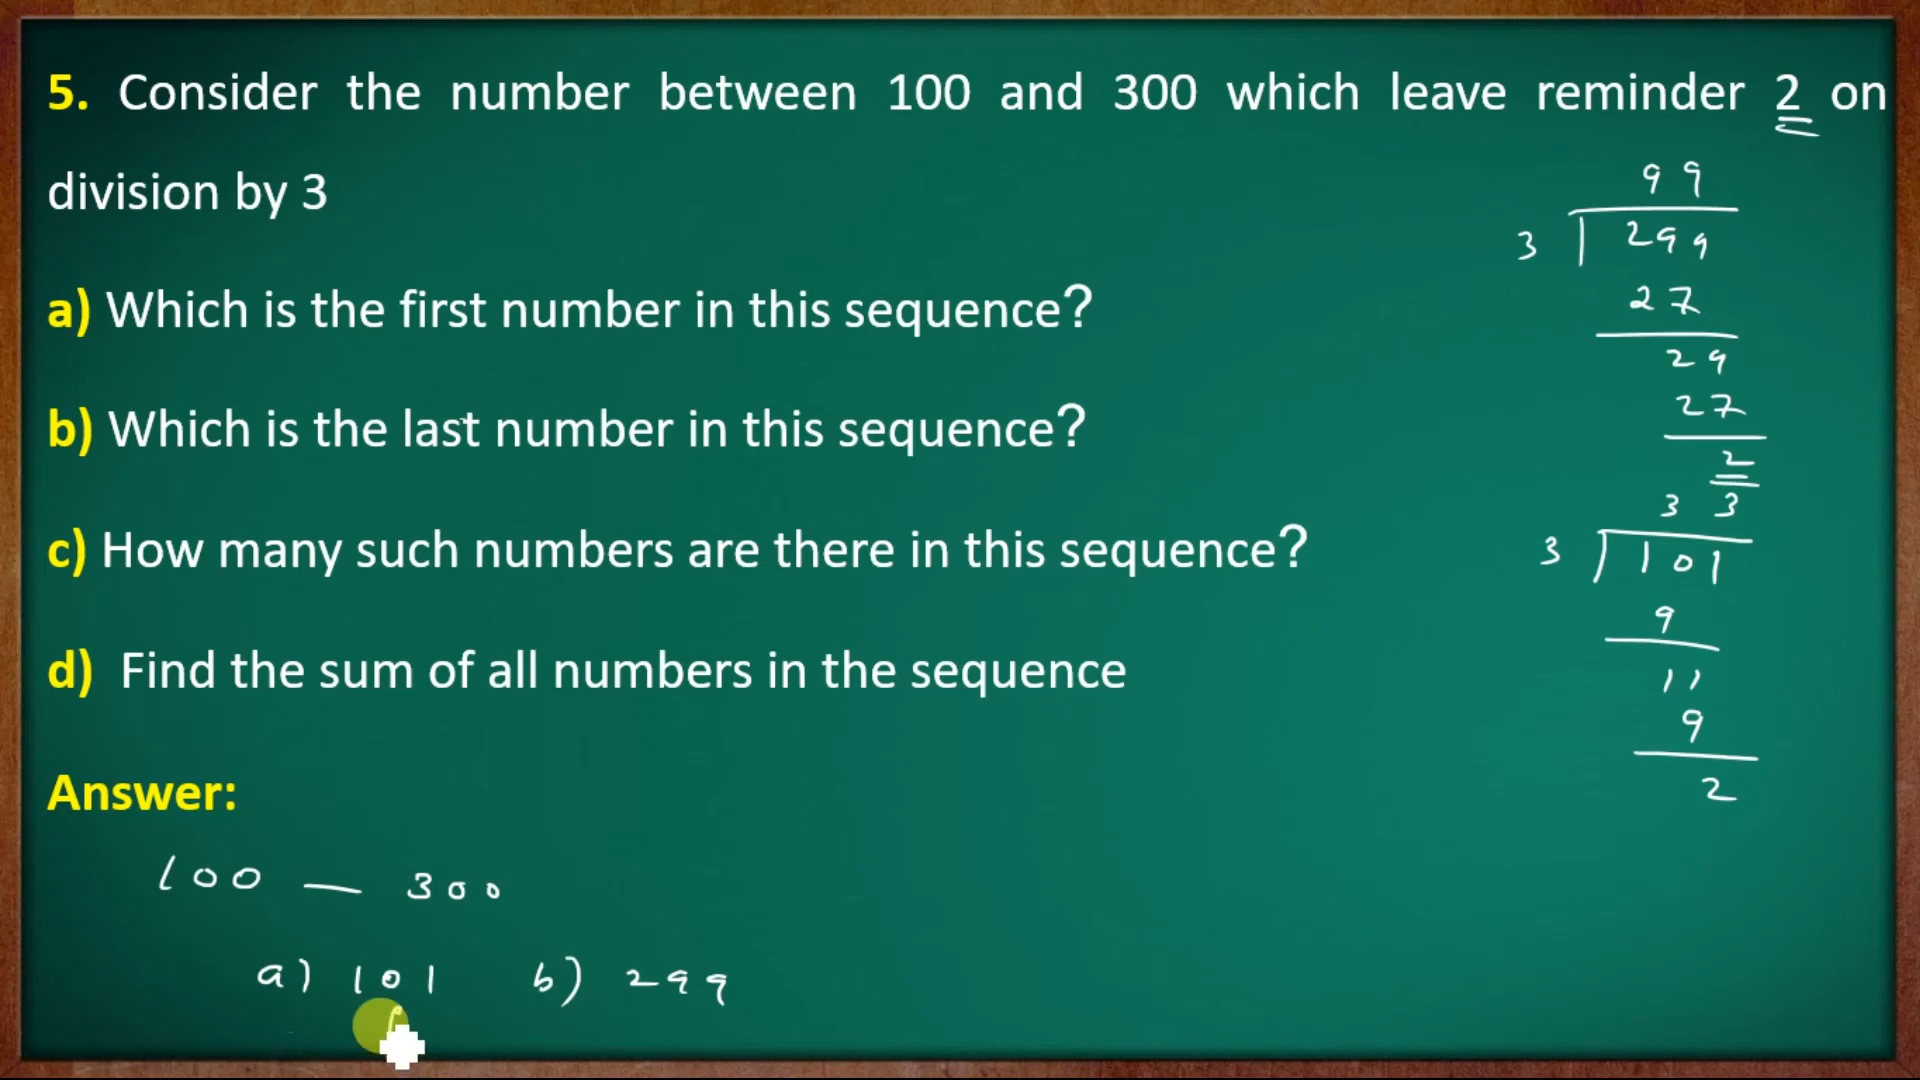 5. Consider the number between 100 and 300 which leave reminder 2 on
division by 3
a) Which is the first number in this sequence?
b) Which is the last number in this sequence?
c) How many such numbers are there in this sequence?
d) Find the sum of all numbers in the sequence
Answer:
100 — 300
a) 101 b) 299
99
3 299
27
29
27
2
33
3 101
9
11
9
2